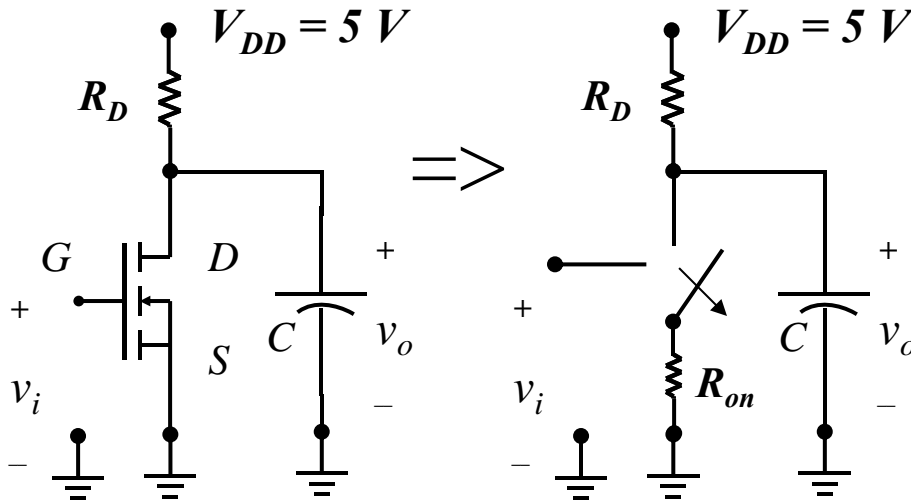 V_DD = 5 V
R_D
=>
G
D
+
+
C
v_o
S
v_i
–
–
V_DD = 5 V
R_D
+
+
C
v_o
v_i
R_on
–
–